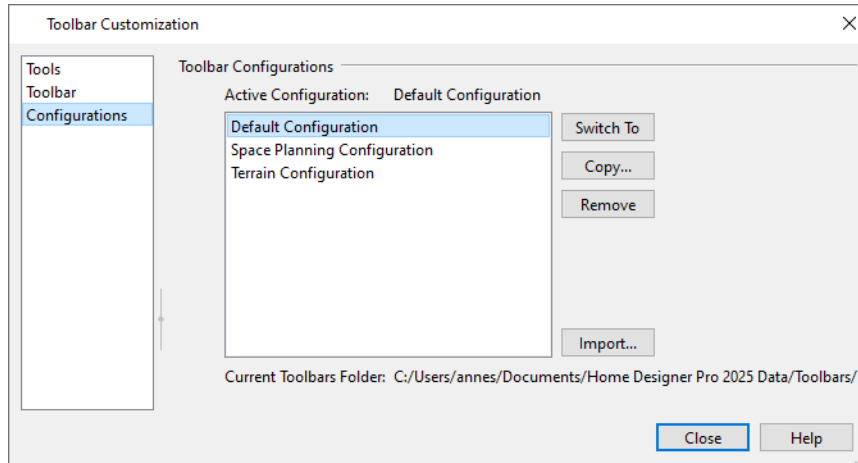 Toolbar Customization
Tools
Toolbar
Configurations
Toolbar Configurations
Active Configuration: Default Configuration
Default Configuration
Space Planning Configuration
Terrain Configuration
Switch To
Copy...
Remove
Import...
Current Toolbars Folder: C:/Users/annes/Documents/Home Designer Pro 2025 Data/Toolbars/
Close
Help